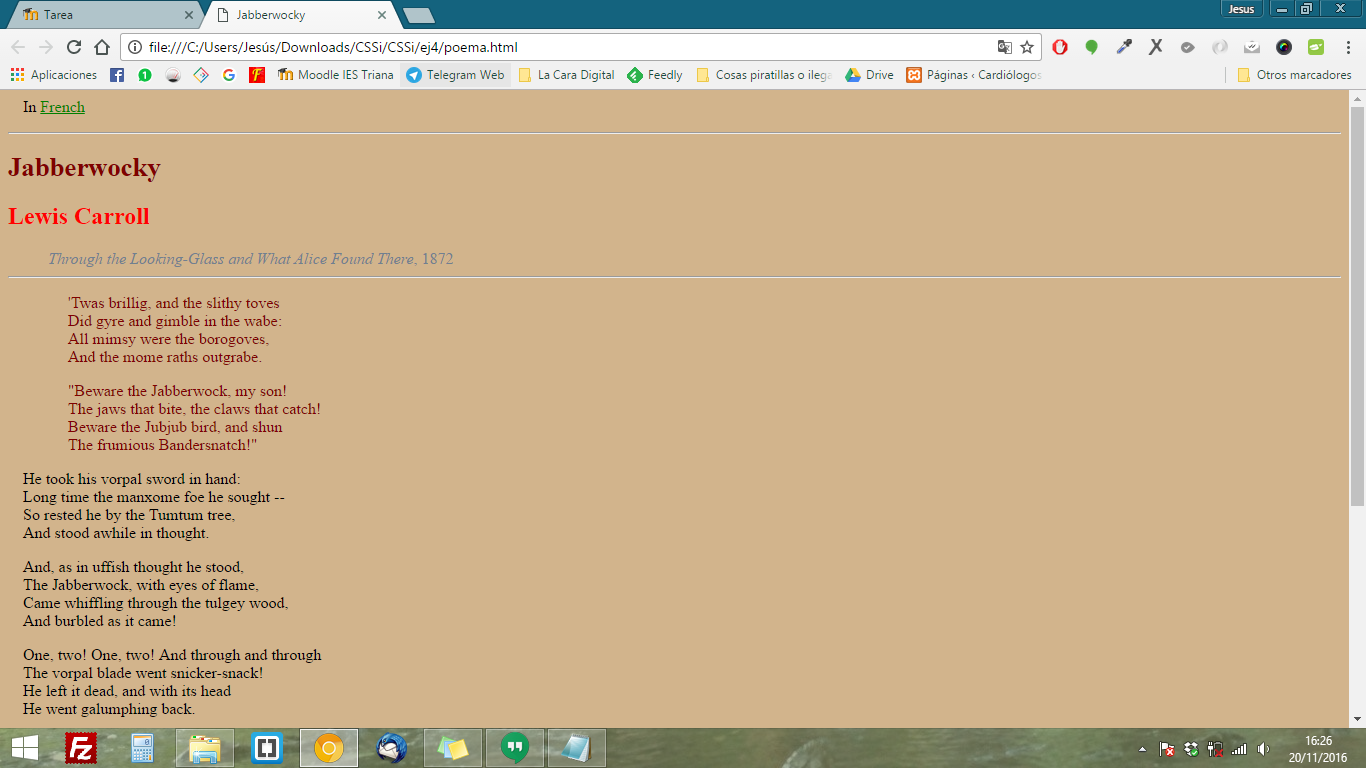 Tarea
Jabberwocky
Jesus
file:///C:/Users/Jesús/Downloads/CSSi/CSSi/ej4/poema.html
Aplicaciones
Moodle IES Triana
Telegram Web
La Cara Digital
Feedly
Cosas piratillas o ilega
Drive
Páginas ‹ Cardiólogos
Otros marcadores
In French
Jabberwocky
Lewis Carroll
Through the Looking-Glass and What Alice Found There, 1872
'Twas brillig, and the slithy toves
Did gyre and gimble in the wabe:
All mimsy were the borogoves,
And the mome raths outgrabe.
"Beware the Jabberwock, my son!
The jaws that bite, the claws that catch!
Beware the Jubjub bird, and shun
The frumious Bandersnatch!"
He took his vorpal sword in hand:
Long time the manxome foe he sought --
So rested he by the Tumtum tree,
And stood awhile in thought.
And, as in uffish thought he stood,
The Jabberwock, with eyes of flame,
Came whiffling through the tulgey wood,
And burbled as it came!
One, two! One, two! And through and through
The vorpal blade went snicker-snack!
He left it dead, and with its head
He went galumphing back.
16:26
20/11/2016